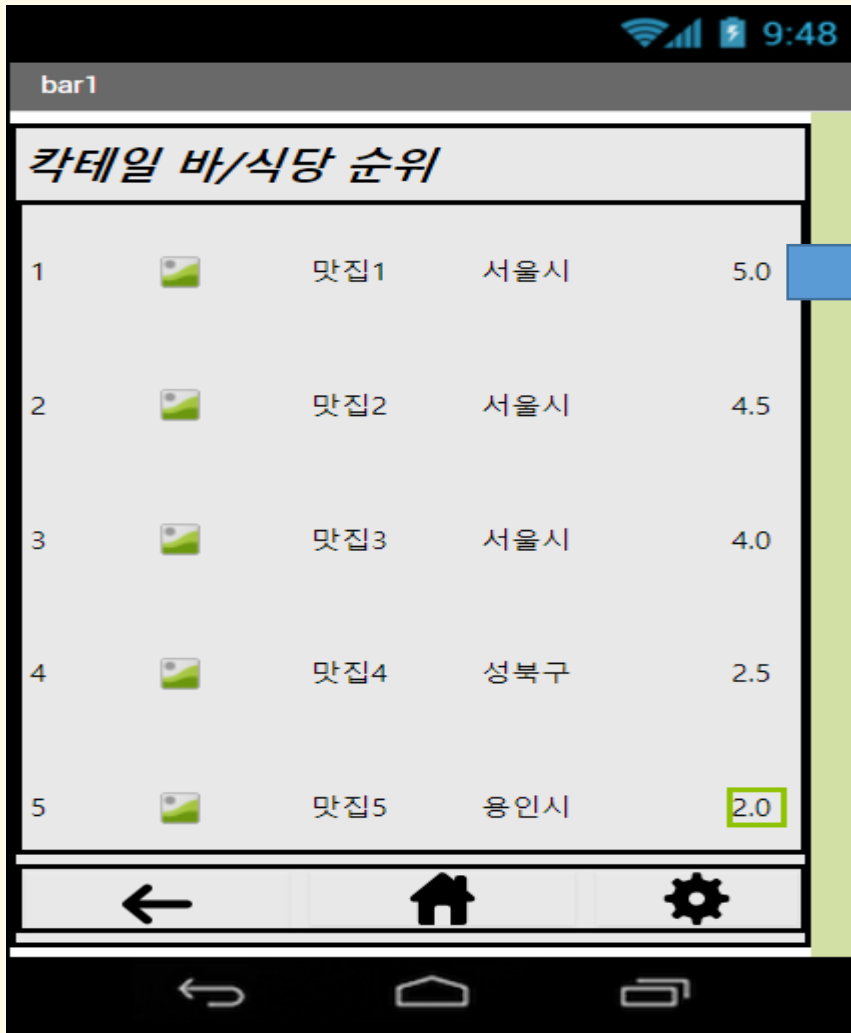 9:48
bar1
칵테일 바/식당 순위
1 맛집1 서울시 5.0
2 맛집2 서울시 4.5
3 맛집3 서울시 4.0
4 맛집4 성북구 2.5
5 맛집5 용인시 2.0